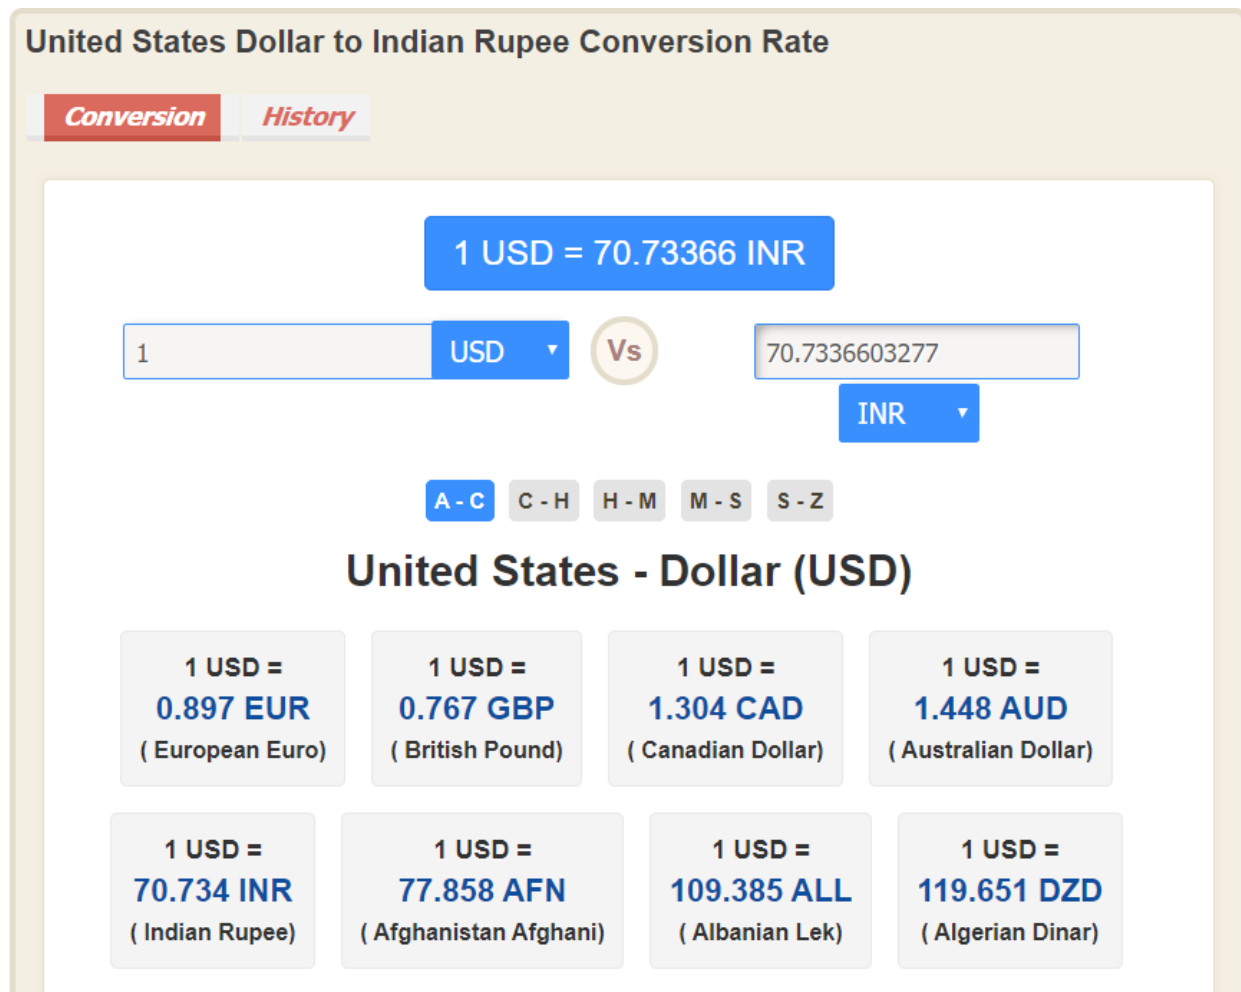 United States Dollar to Indian Rupee Conversion Rate
Conversion History
1 USD = 70.73366 INR
1 USD ▼ Vs 70.7336603277
INR ▼
A - C C - H H - M M - S S - Z
United States - Dollar (USD)
1 USD = 1 USD = 1 USD = 1 USD =
0.897 EUR 0.767 GBP 1.304 CAD 1.448 AUD
( European Euro) ( British Pound) ( Canadian Dollar) ( Australian Dollar)
1 USD = 1 USD = 1 USD = 1 USD =
70.734 INR 77.858 AFN 109.385 ALL 119.651 DZD
( Indian Rupee) ( Afghanistan Afghani) ( Albanian Lek) ( Algerian Dinar)